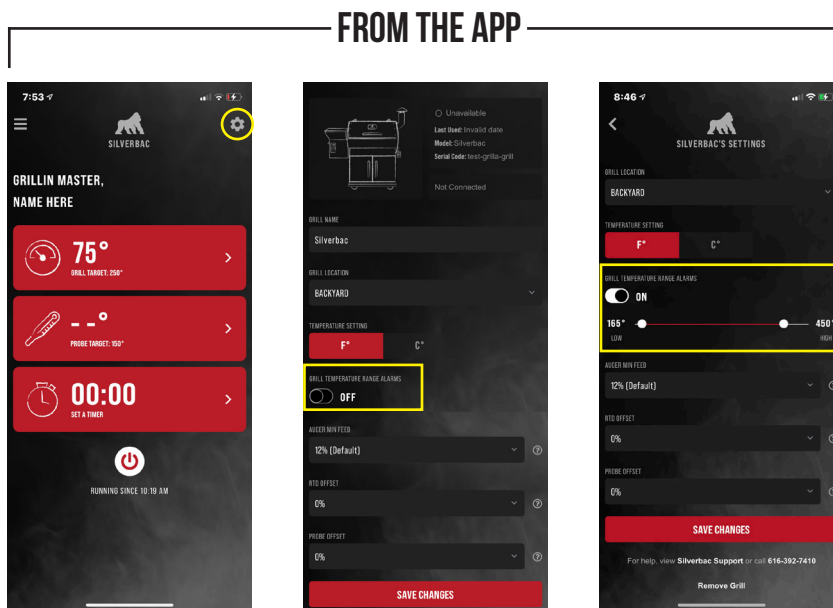 FROM THE APP
7:53
SILVERBAC
GRILLIN MASTER,
NAME HERE
75°
GRILL TARGET: 250°
- -°
PROBE TARGET: 150°
00:00
SET A TIMER
RUNNING SINCE 10:19 AM
Unavailable
Last Used: Invalid date
Model: Silverbac
Serial Code: test-grilla-grill
Not Connected
GRILL NAME
Silverbac
GRILL LOCATION
BACKYARD
TEMPERATURE SETTING
F° C°
GRILL TEMPERATURE RANGE ALARMS
OFF
AUGER MIN FEED
12% (Default)
RTD OFFSET
0%
PROBE OFFSET
0%
SAVE CHANGES
8:46
SILVERBAC'S SETTINGS
GRILL LOCATION
BACKYARD
TEMPERATURE SETTING
F° C°
GRILL TEMPERATURE RANGE ALARMS
ON
165° 450°
LOW HIGH
AUGER MIN FEED
12% (Default)
RTD OFFSET
0%
PROBE OFFSET
0%
SAVE CHANGES
For help, view Silverbac Support or call 616-392-7410
Remove Grill